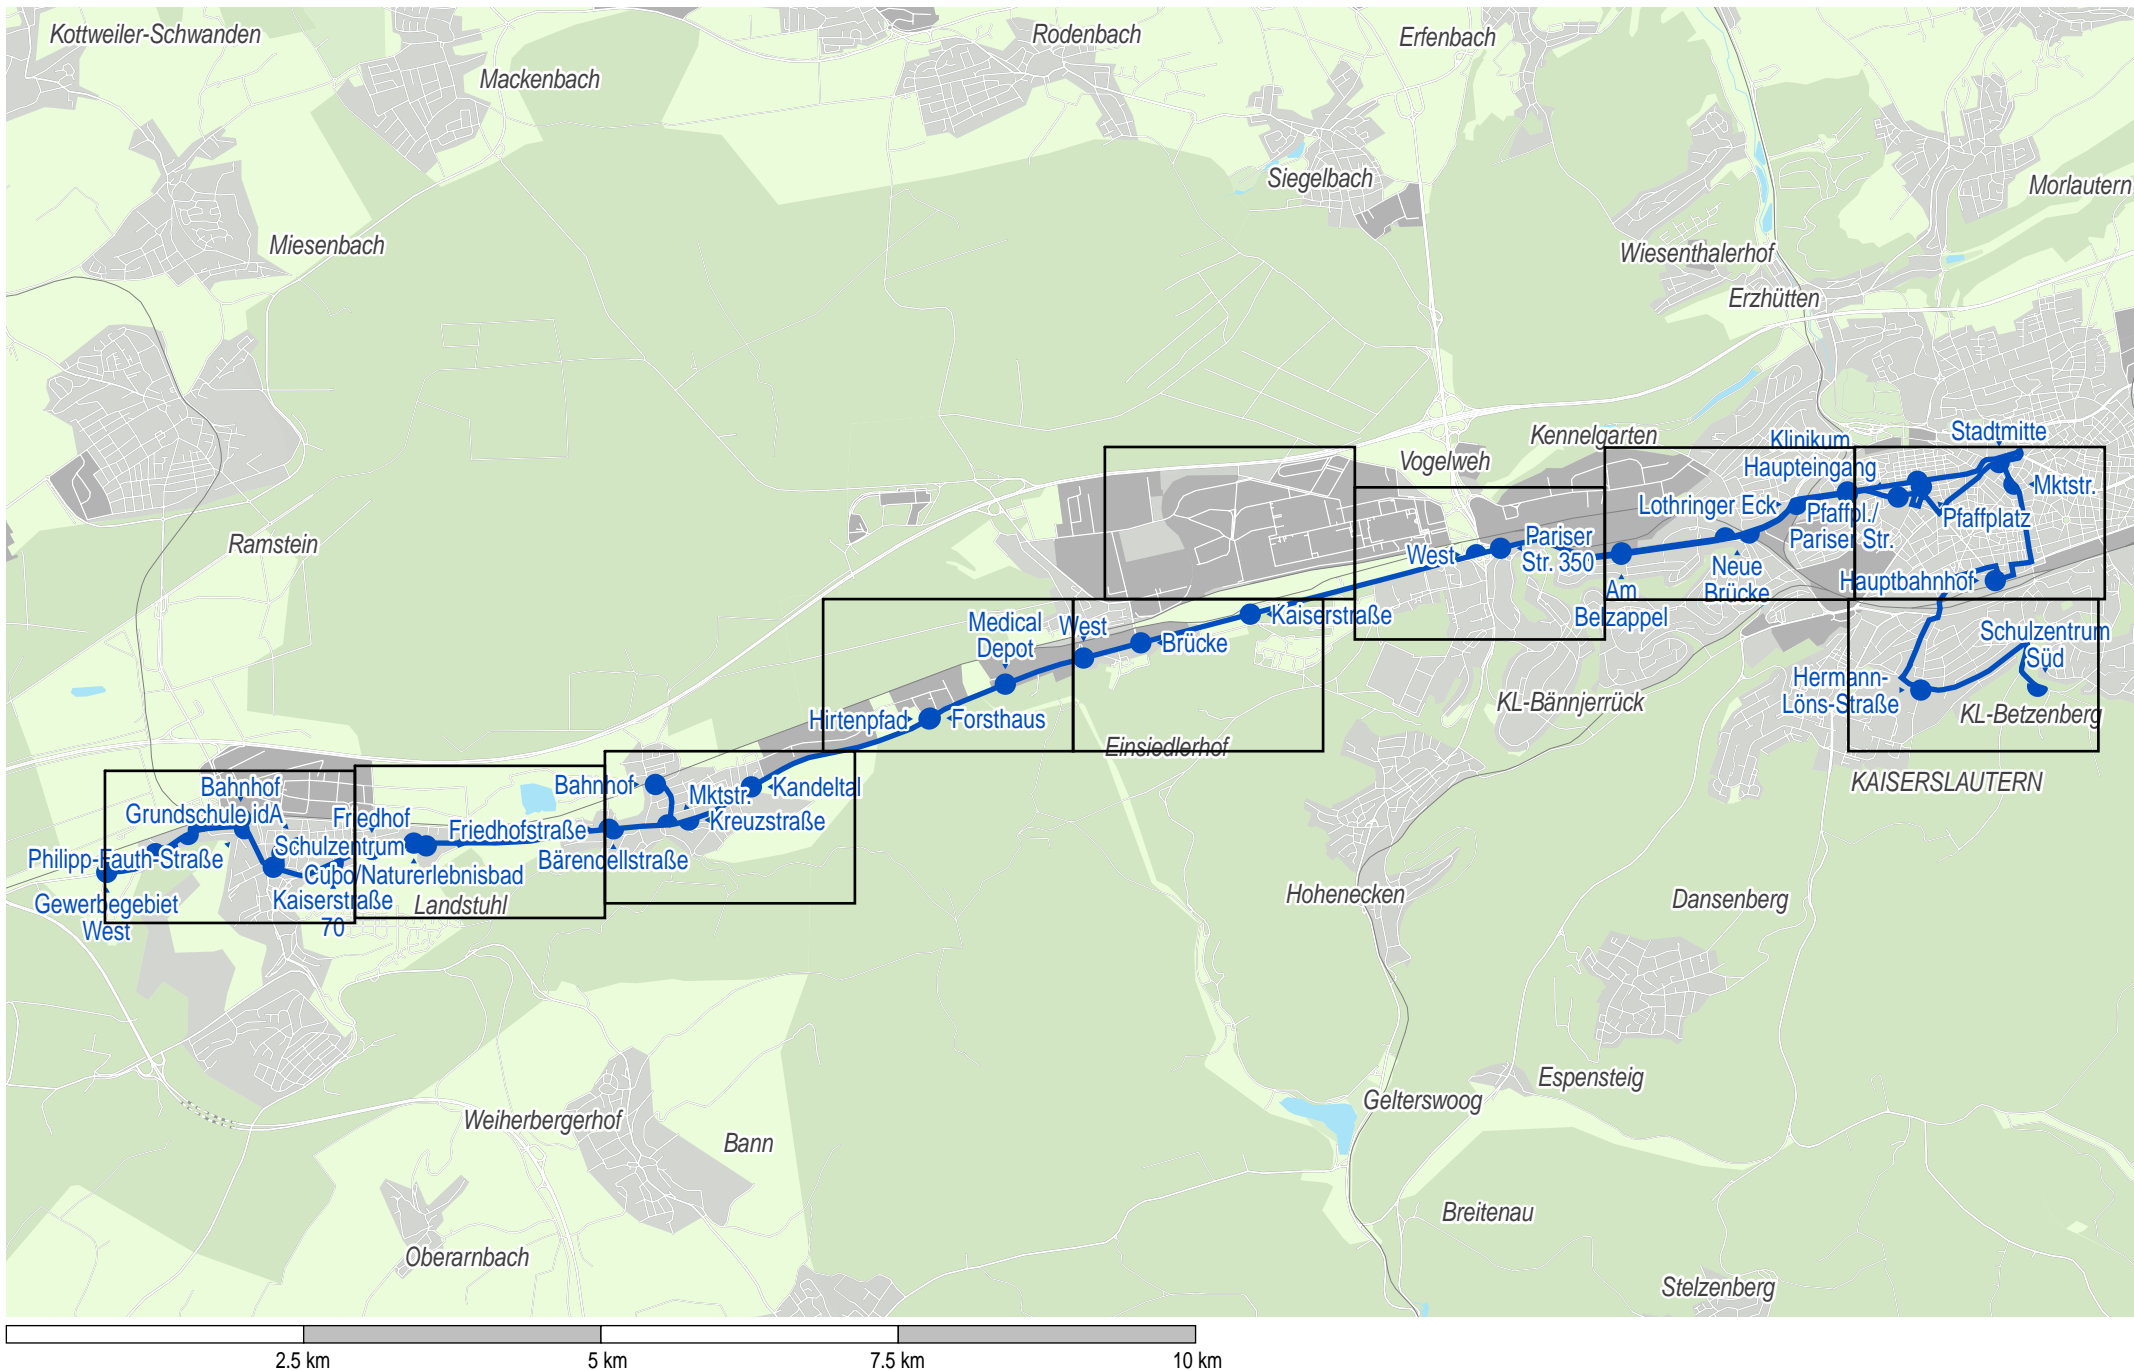 Kottweiler-Schwanden
Rodenbach
Erfenbach
Mackenbach
Siegelbach
Morlautern
Miesenbach
Wiesenthalerhof
Erzhütten
Kennelgarten
Klinikum
Haupteingang
Stadtmitte
Vogelweh
Mktstr.
Lothringer Eck
Pfaffpl./
Pariser Str.
Pfaffplatz
Ramstein
West
Pariser
Str. 350
Neue
Brücke
Hauptbahnhof
Am
Belzappel
Medical
Depot
West
Brücke
Kaiserstraße
Schulzentrum
Süd
Hermann-
Löns-Straße
KL-Bännjerrück
KL-Betzenberg
Hirtenpfad
Forsthaus
Einsiedlerhof
KAISERSLAUTERN
Bahnhof
Grundschule idA
Friedhof
Friedhofstraße
Bahnhof
Mktstr.
Kandeltal
Kreuzstraße
Philipp-Fauth-Straße
Schulzentrum
Cubo/Naturerlebnisbad
Bärendellstraße
Gewerbegebiet
West
Kaiserstraße
70
Landstuhl
Hohenecken
Dansenberg
Espensteig
Gelterswoog
Weiherbergerhof
Bann
Breitenau
Oberarnbach
Stelzenberg
2.5 km
5 km
7.5 km
10 km